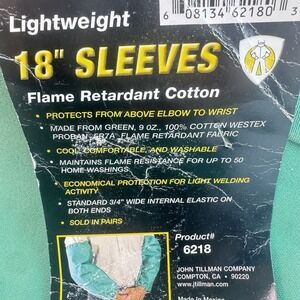 Lightweight
6 08134 62180 3
18" SLEEVES
Flame Retardant Cotton
• PROTECTS FROM ABOVE ELBOW TO WRIST
MADE FROM GREEN, 9 OZ., 100% COTTON WESTEX
PROBAN FR7A FLAME RETARDANT FABRIC
• COOL, COMFORTABLE, AND WASHABLE
• MAINTAINS FLAME RESISTANCE FOR UP TO 50
HOME WASHINGS
• ECONOMICAL PROTECTION FOR LIGHT WELDING
ACTIVITY
• STANDARD 3/4" WIDE INTERNAL ELASTIC ON
BOTH ENDS
• SOLD IN PAIRS
Product#
6218
JOHN TILLMAN COMPANY
COMPTON, CA • 90220
www.jtillman.com
Made In Mexico